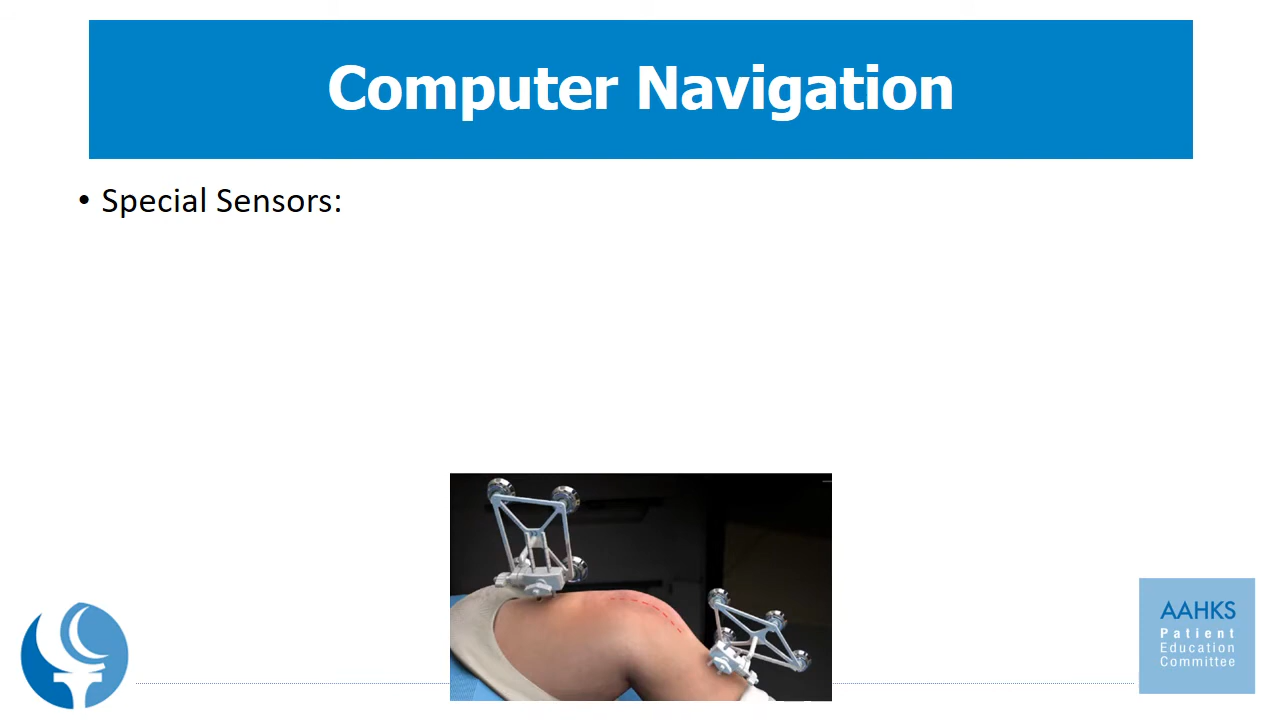 Computer Navigation
• Special Sensors:
AAHKS
Patient
Education
Committee